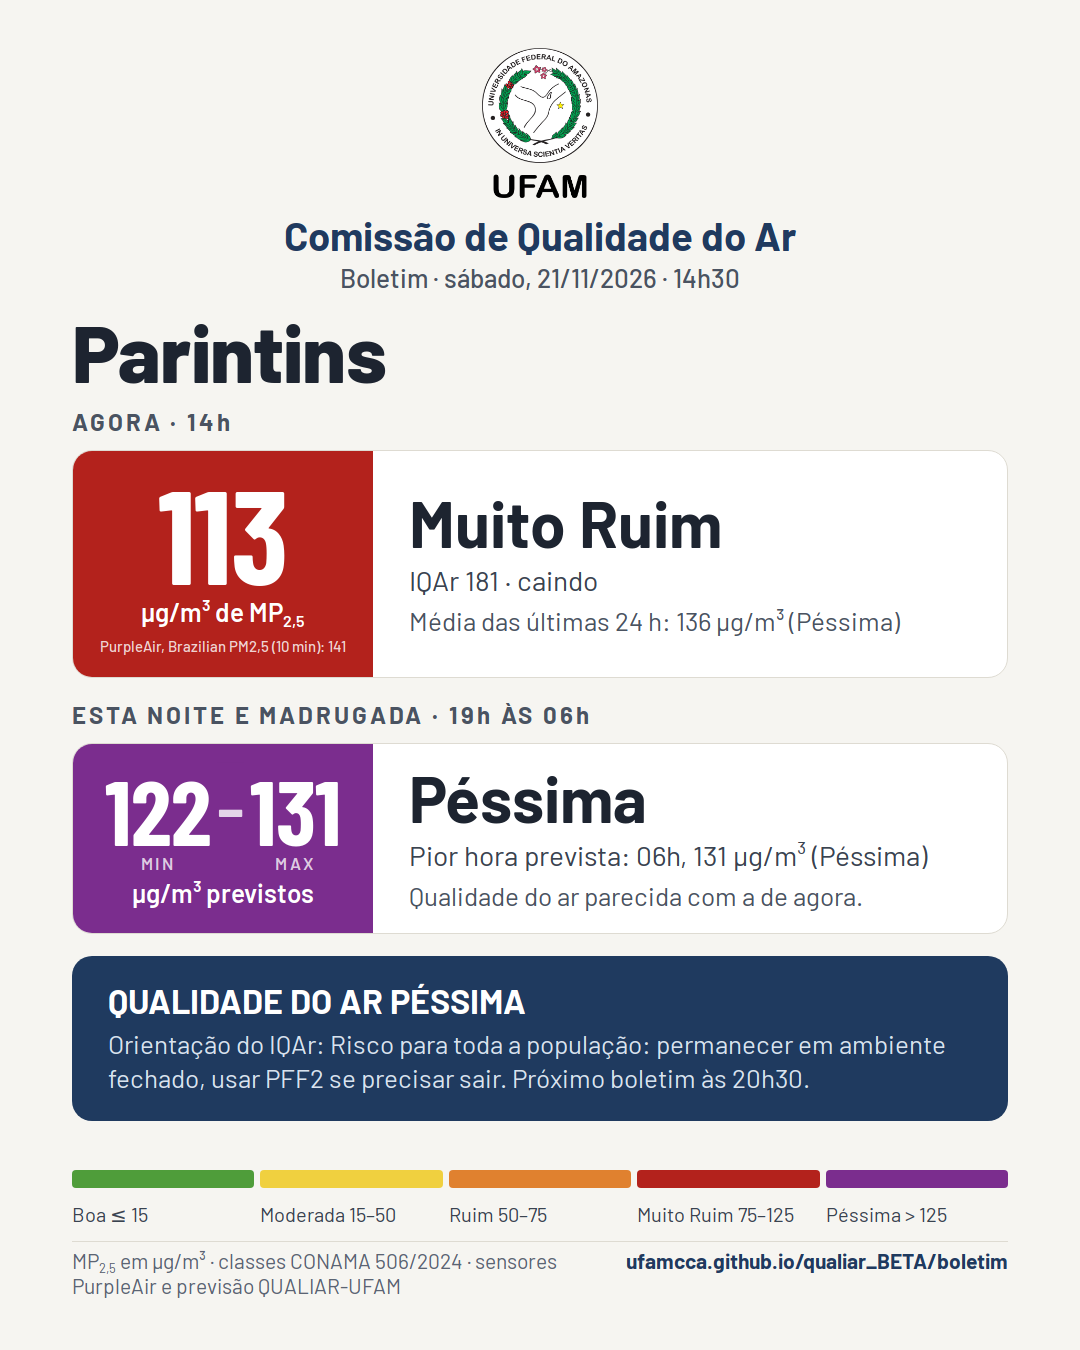 UNIVERSIDADE FEDERAL DO AMAZONAS
IN UNIVERSA SCIENTIA VERITAS
UFAM
Comissão de Qualidade do Ar
Boletim · sábado, 21/11/2026 · 14h30
Parintins
AGORA · 14h
113
µg/m³ de MP2,5
PurpleAir, Brazilian PM2,5 (10 min): 141
Muito Ruim
IQAr 181 · caindo
Média das últimas 24 h: 136 µg/m³ (Péssima)
ESTA NOITE E MADRUGADA · 19h ÀS 06h
122 – 131
MIN MAX
µg/m³ previstos
Péssima
Pior hora prevista: 06h, 131 µg/m³ (Péssima)
Qualidade do ar parecida com a de agora.
QUALIDADE DO AR PÉSSIMA
Orientação do IQAr: Risco para toda a população: permanecer em ambiente
fechado, usar PFF2 se precisar sair. Próximo boletim às 20h30.
Boa ≤ 15 Moderada 15–50 Ruim 50–75 Muito Ruim 75–125 Péssima > 125
MP2,5 em µg/m³ · classes CONAMA 506/2024 · sensores
PurpleAir e previsão QUALIAR-UFAM
ufamcca.github.io/qualiar_BETA/boletim